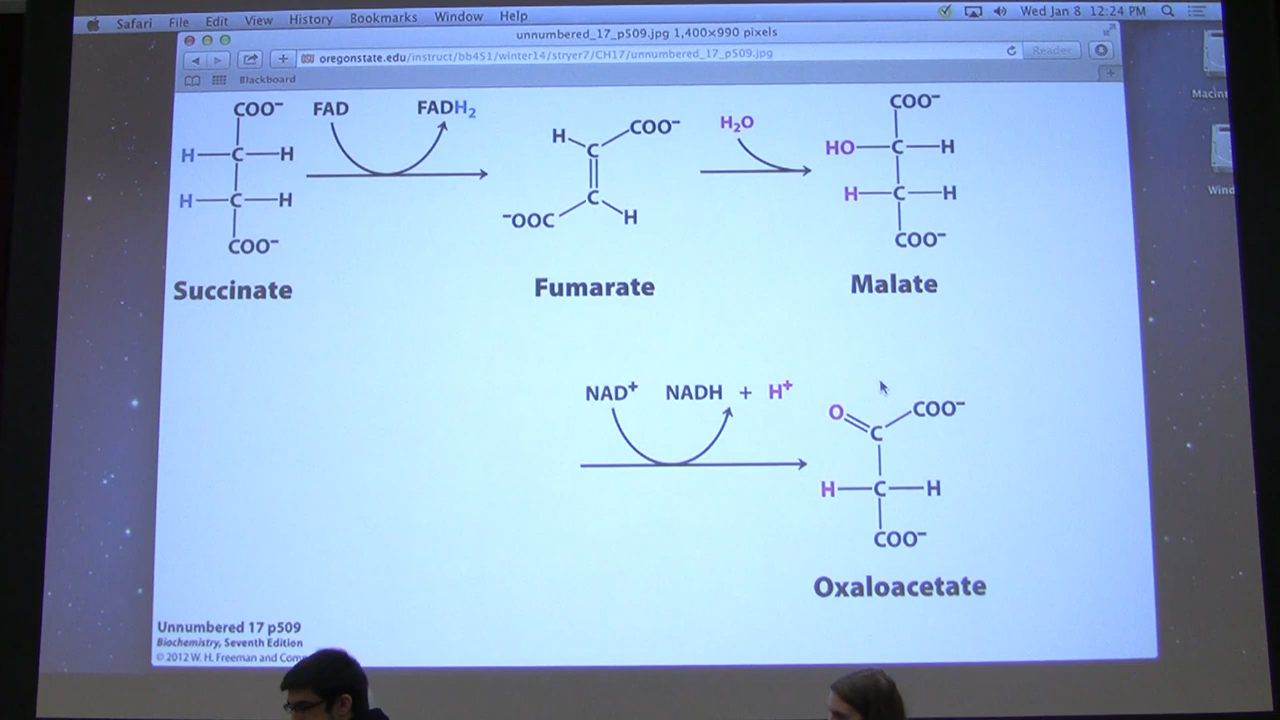 Safari File Edit View History Bookmarks Window Help Wed Jan 8 12:24 PM
unnumbered_17_p509.jpg 1,400×990 pixels
oregonstate.edu/instruct/bb451/winter14/stryer7/CH17/unnumbered_17_p509.jpg Reader
Blackboard
Macint
Wind
COO⁻ FAD FADH₂ H COO⁻ H₂O COO⁻
H C H C HO C H
H C H C H C H
COO⁻ ⁻OOC H COO⁻
Succinate Fumarate Malate
NAD⁺ NADH + H⁺ O COO⁻
C
H C H
COO⁻
Oxaloacetate
Unnumbered 17 p509
Biochemistry, Seventh Edition
© 2012 W. H. Freeman and Com